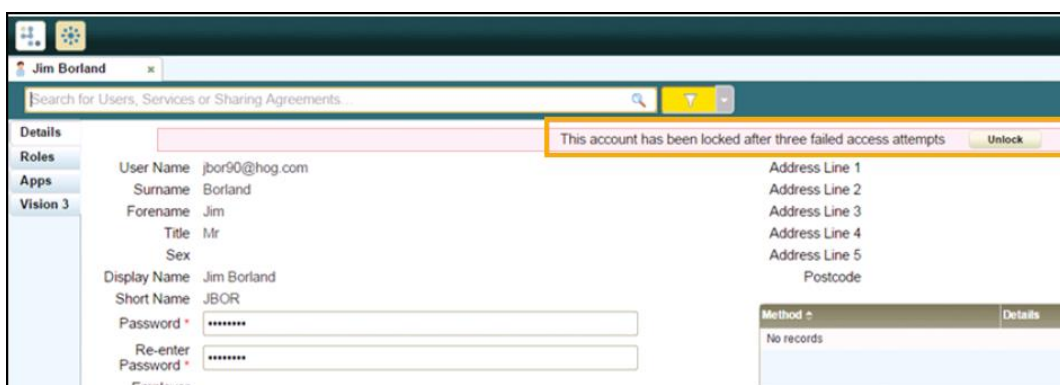 Jim Borland
Search for Users, Services or Sharing Agreements...
Details
This account has been locked after three failed access attempts Unlock
Roles
Apps
Vision 3
User Name jbor90@hog.com
Surname Borland
Forename Jim
Title Mr
Sex
Display Name Jim Borland
Short Name JBOR
Password * ••••••••
Re-enter
Password * ••••••••
Employee
Address Line 1
Address Line 2
Address Line 3
Address Line 4
Address Line 5
Postcode
Method Details
No records